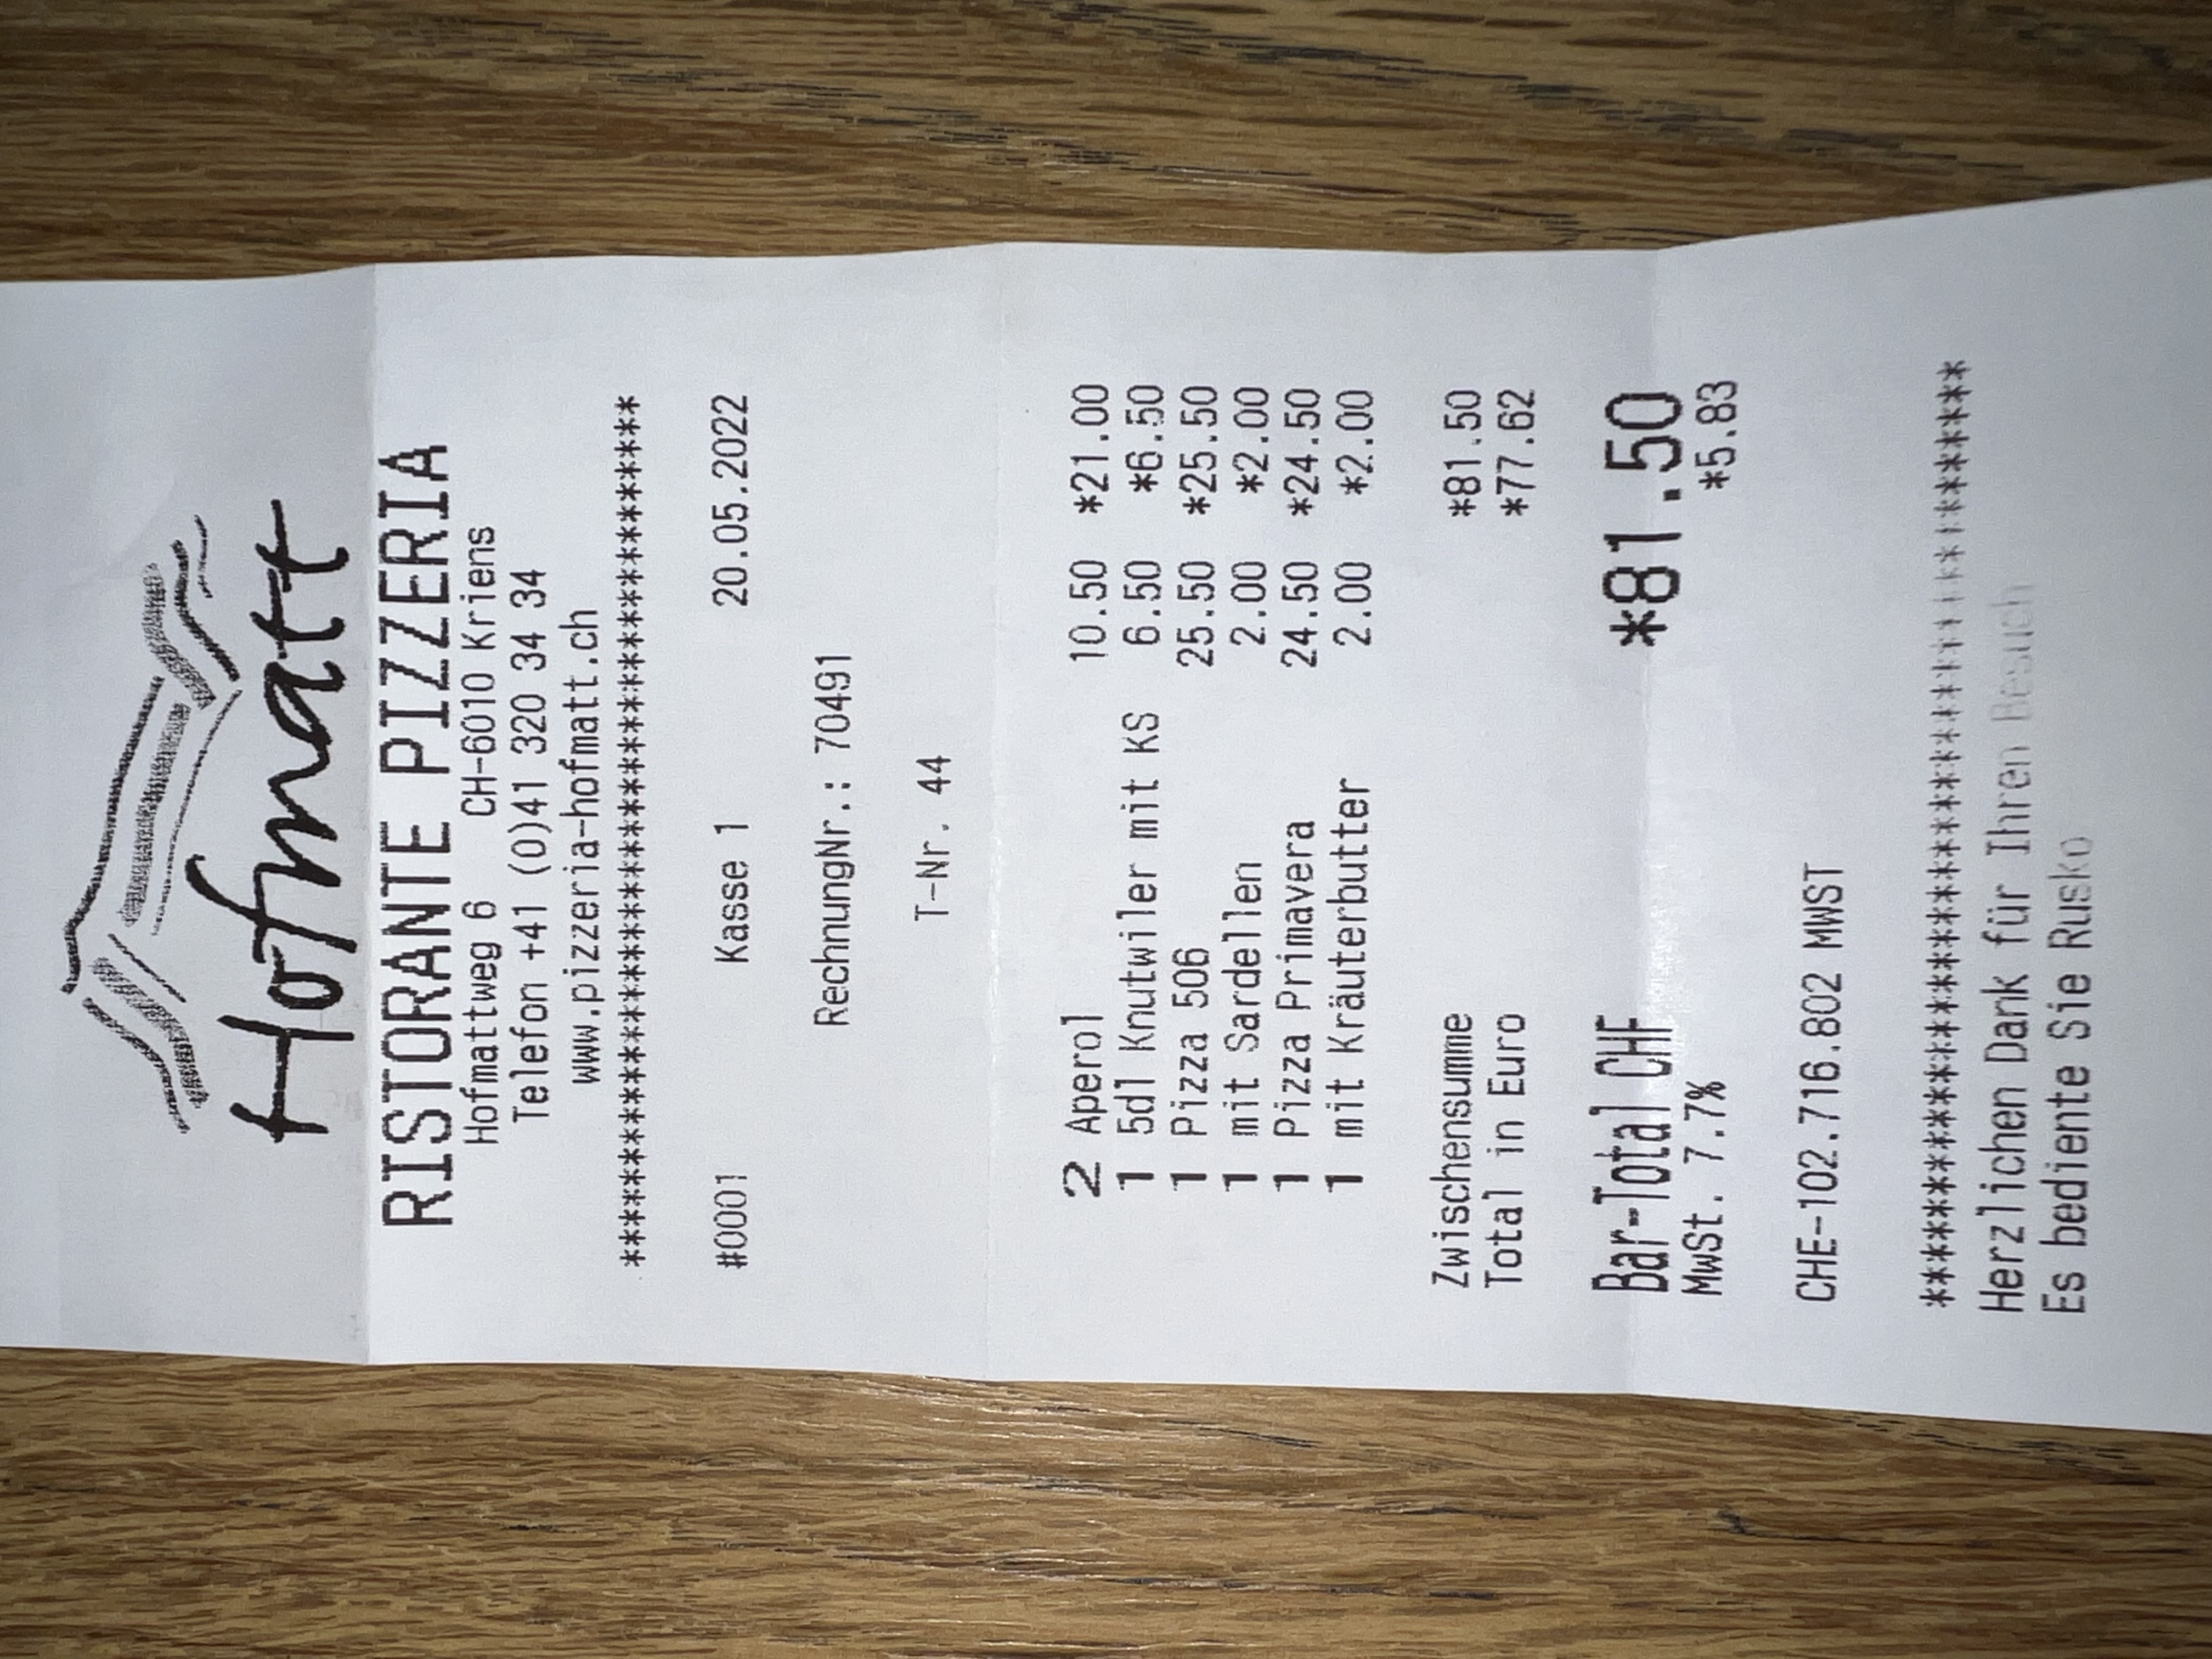 Hofmatt
RISTORANTE PIZZERIA
Hofmattweg 6 CH-6010 Kriens
Telefon +41 (0)41 320 34 34
www.pizzeria-hofmatt.ch
*******************************************
#0001 Kasse 1 20.05.2022
RechnungNr.: 70491
T-Nr. 44
2 Aperol 10.50 *21.00
1 5dl Knutwiler mit KS 6.50 *6.50
1 Pizza 506 25.50 *25.50
1 mit Sardellen 2.00 *2.00
1 Pizza Primavera 24.50 *24.50
1 mit Kräuterbutter 2.00 *2.00
Zwischensumme *81.50
Total in Euro *77.62
Bar-Total CHF *81.50
MwSt. 7.7% *5.83
CHE-102.716.802 MWST
*****************************************
Herzlichen Dank für Ihren Besuch
Es bediente Sie Rusko